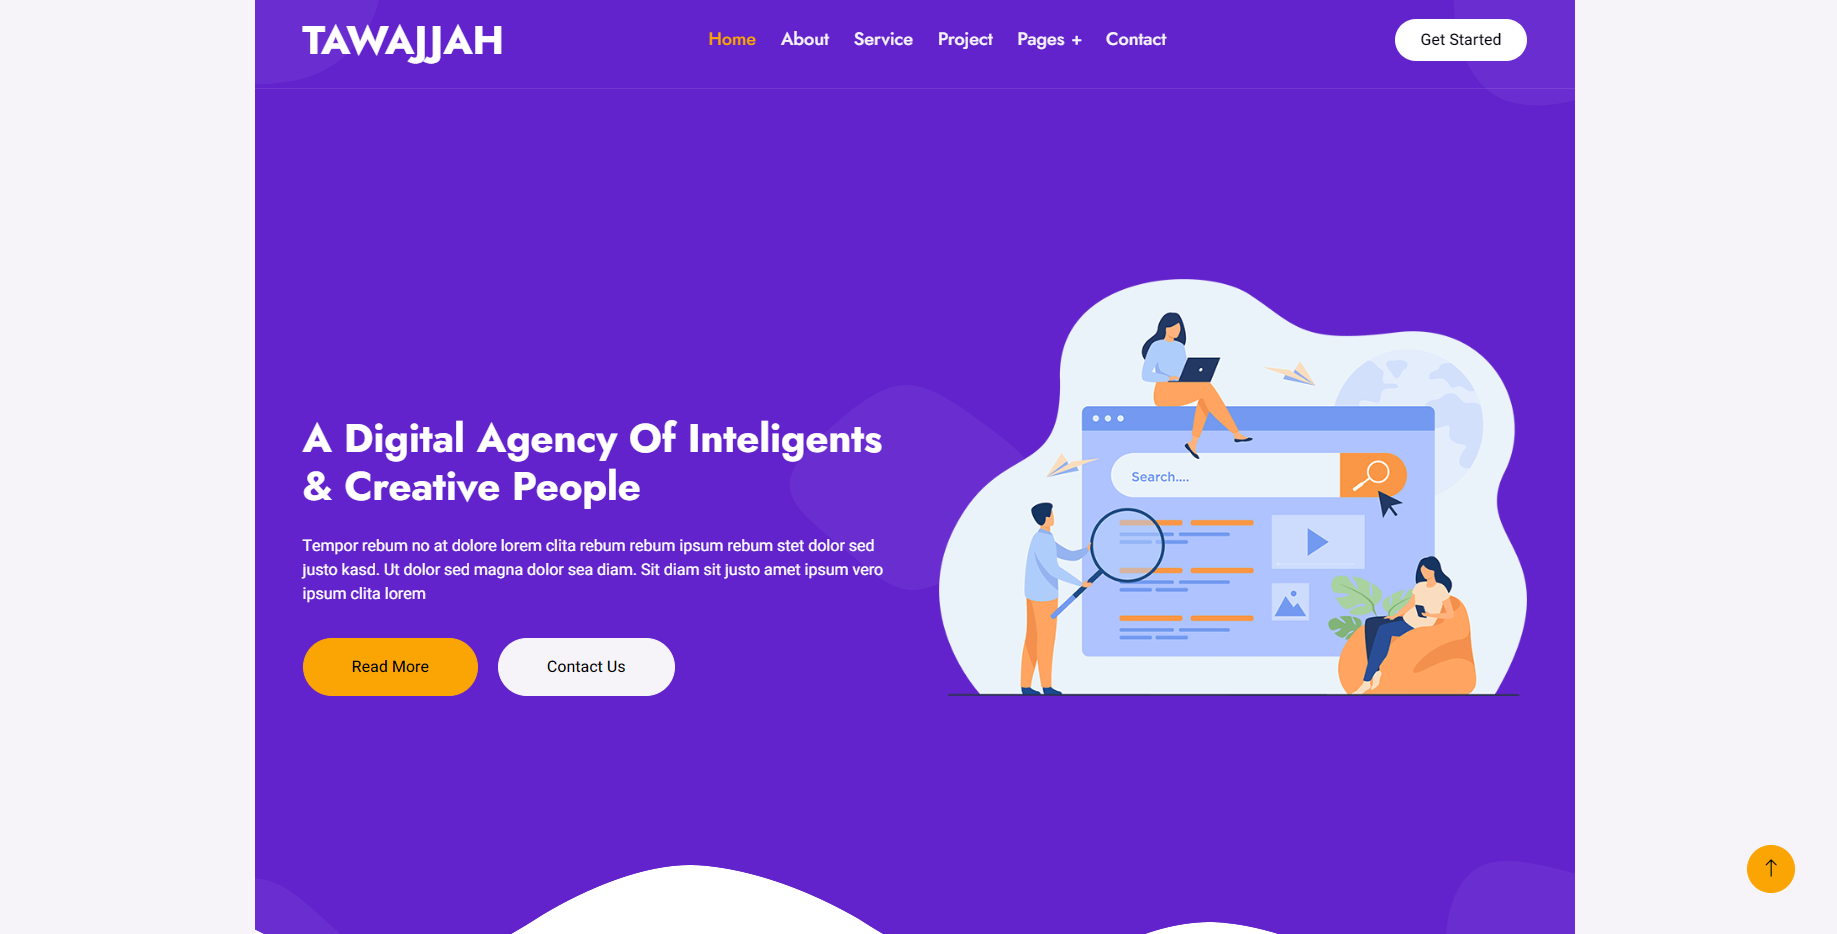 TAWAJJAH
Home About Service Project Pages + Contact
Get Started
A Digital Agency Of Inteligents
& Creative People
Tempor rebum no at dolore lorem clita rebum rebum ipsum rebum stet dolor sed
justo kasd. Ut dolor sed magna dolor sea diam. Sit diam sit justo amet ipsum vero
ipsum clita lorem
Read More
Contact Us
Search....